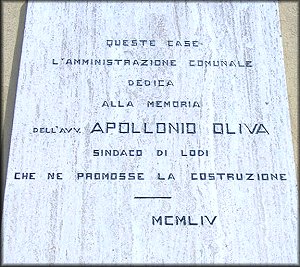 QUESTE CASE
L'AMMINISTRAZIONE COMUNALE
DEDICA
ALLA MEMORIA
DELL'AVV. APOLLONIO OLIVA
SINDACO DI LODI
CHE NE PROMOSSE LA COSTRUZIONE
MCMLIV